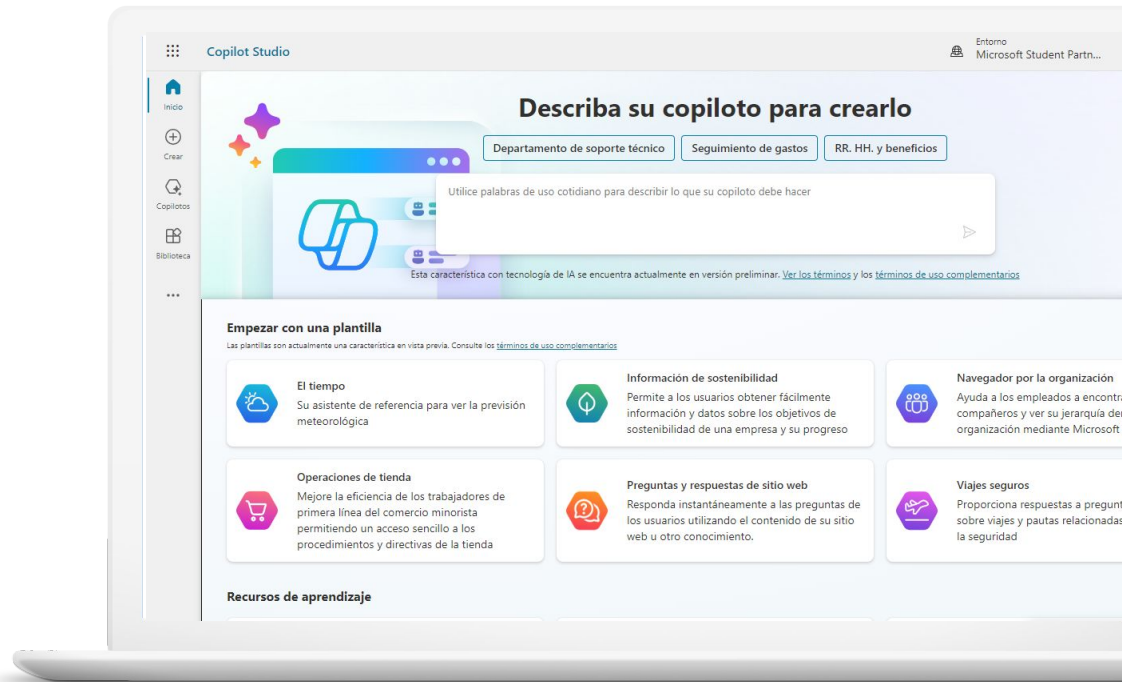 Copilot Studio
Entorno
Microsoft Student Partn...
Inicio
Crear
Copilotos
Biblioteca
Describa su copiloto para crearlo
Departamento de soporte técnico
Seguimiento de gastos
RR. HH. y beneficios
Utilice palabras de uso cotidiano para describir lo que su copiloto debe hacer
Esta característica con tecnología de IA se encuentra actualmente en versión preliminar. Ver los términos y los términos de uso complementarios
Empezar con una plantilla
Las plantillas son actualmente una característica en vista previa. Consulte los términos de uso complementarios
El tiempo
Su asistente de referencia para ver la previsión
meteorológica
Información de sostenibilidad
Permite a los usuarios obtener fácilmente
información y datos sobre los objetivos de
sostenibilidad de una empresa y su progreso
Navegador por la organización
Ayuda a los empleados a encontra
compañeros y ver su jerarquía de
organización mediante Microsoft
Operaciones de tienda
Mejore la eficiencia de los trabajadores de
primera línea del comercio minorista
permitiendo un acceso sencillo a los
procedimientos y directivas de la tienda
Preguntas y respuestas de sitio web
Responda instantáneamente a las preguntas de
los usuarios utilizando el contenido de su sitio
web u otro conocimiento.
Viajes seguros
Proporciona respuestas a pregunt
sobre viajes y pautas relacionadas
la seguridad
Recursos de aprendizaje